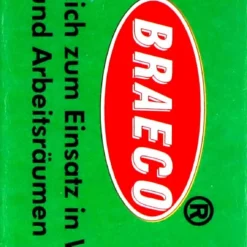 BRAECO®
ich zum Einsatz in
und Arbeitsräumen